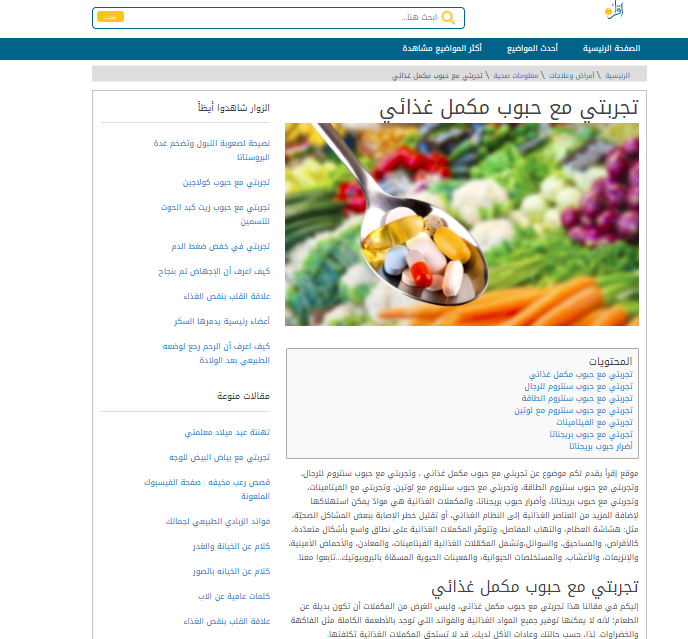 إقرأ
ابحث هنا...
بحث
الصفحة الرئيسية
أحدث المواضيع
أكثر المواضيع مشاهدة
الرئيسية \ أمراض وعلاجات \ معلومات صحية \ تجربتي مع حبوب مكمل غذائي
تجربتي مع حبوب مكمل غذائي
المحتويات
تجربتي مع حبوب مكمل غذائي
تجربتي مع حبوب سنتروم للرجال
تجربتي مع حبوب سنتروم الطاقة
تجربتي مع حبوب سنتروم مع لوتين
تجربتي مع الفيتامينات
تجربتي مع حبوب بريجناتا
أضرار حبوب بريجناتا
موقع إقرأ يقدم لكم موضوع عن تجربتي مع حبوب مكمل غذائي ، وتجربتي مع حبوب سنتروم للرجال،
وتجربتي مع حبوب سنتروم الطاقة، وتجربتي مع حبوب سنتروم مع لوتين، وتجربتي مع الفيتامينات،
وتجربتي مع حبوب بريجناتا، وأضرار حبوب بريجناتا، والمكملات الغذائية هي موادّ يمكن استهلاكها
لإضافة المزيد من العناصر الغذائية إلى النظام الغذائي، أو تقليل خطر الإصابة ببعض المشاكل الصحيّة،
مثل: هشاشة العظام، والتهاب المفاصل، وتتوفّر المكملات الغذائية على نطاق واسع بأشكال متعدّدة،
كالأقراص، والمساحيق، والسوائل،وتشمل المكمّلات الغذائية الفيتامينات، والمعادن، والأحماض الأمينية،
والإنزيمات، والأعشاب، والمستخلصات الحيوانية، والمعينات الحيوية المسمّاة بالبروبيوتيك...تابعوا معنا.
تجربتي مع حبوب مكمل غذائي
إليكم في مقالنا هذا تجربتي مع حبوب مكمل غذائي، وليس الغرض من المكملات أن تكون بديلة عن
الطعام؛ لأنه لا يمكنها توفير جميع المواد الغذائية والفوائد التي توجد بالأطعمة الكاملة مثل الفاكهة
والخضراوات. لذا، حسب حالتك وعادات الأكل لديك، قد لا تستحق المكملات الغذائية تكلفتها.
الزوار شاهدوا أيظاً
نصيحة لصعوبة التبول وتضخم غدة
البروستاتا
تجربتي مع حبوب كولاجين
تجربتي مع حبوب زيت كبد الحوت
للتسمين
تجربتي في خفض ضغط الدم
كيف اعرف أن الإجهاض تم بنجاح
علاقة القلب بنقص الغذاء
أعضاء رئيسية يدمرها السكر
كيف اعرف أن الرحم رجع لوضعه
الطبيعي بعد الولادة
مقالات منوعة
تهنئة عيد ميلاد معلمتي
تجربتي مع بياض البيض للوجه
قصص رعب مخيفه : صفحة الفيسبوك
الملعونة
فوائد الزبادي الطبيعي لجمالك
كلام عن الخيانة والغدر
كلام عن الخيانه بالصور
كلمات عامية عن الاب
علاقة القلب بنقص الغذاء